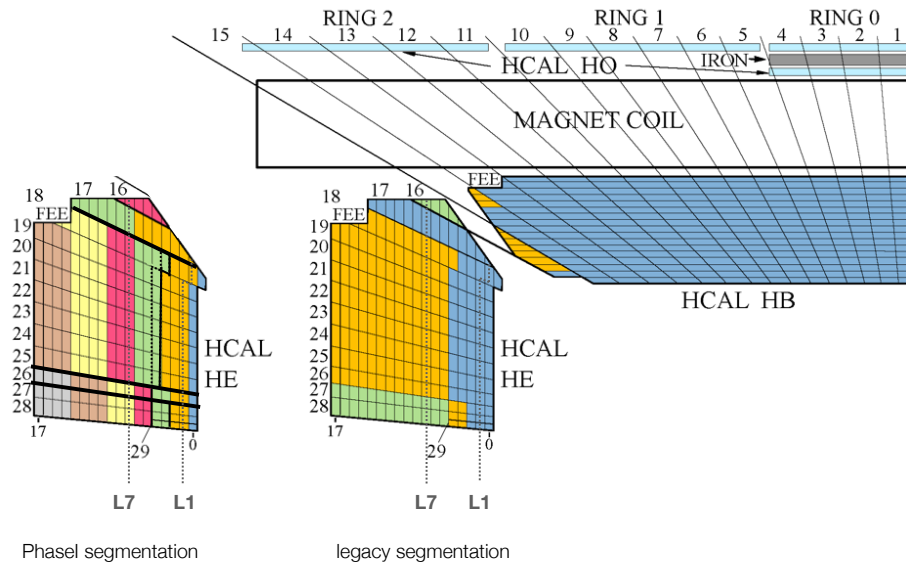 RING 2 RING 1 RING 0
15 14 13 12 11 10 9 8 7 6 5 4 3 2 1
HCAL HO IRON
MAGNET COIL
FEE
18 17 16
FEE
19
20
21
22
23
24
25
26
27
28
17
29
0
HCAL
HE
L7 L1
PhaseI segmentation
18 17 16
FEE
19
20
21
22
23
24
25
26
27
28
17
29
0
HCAL
HE
L7 L1
legacy segmentation
HCAL HB